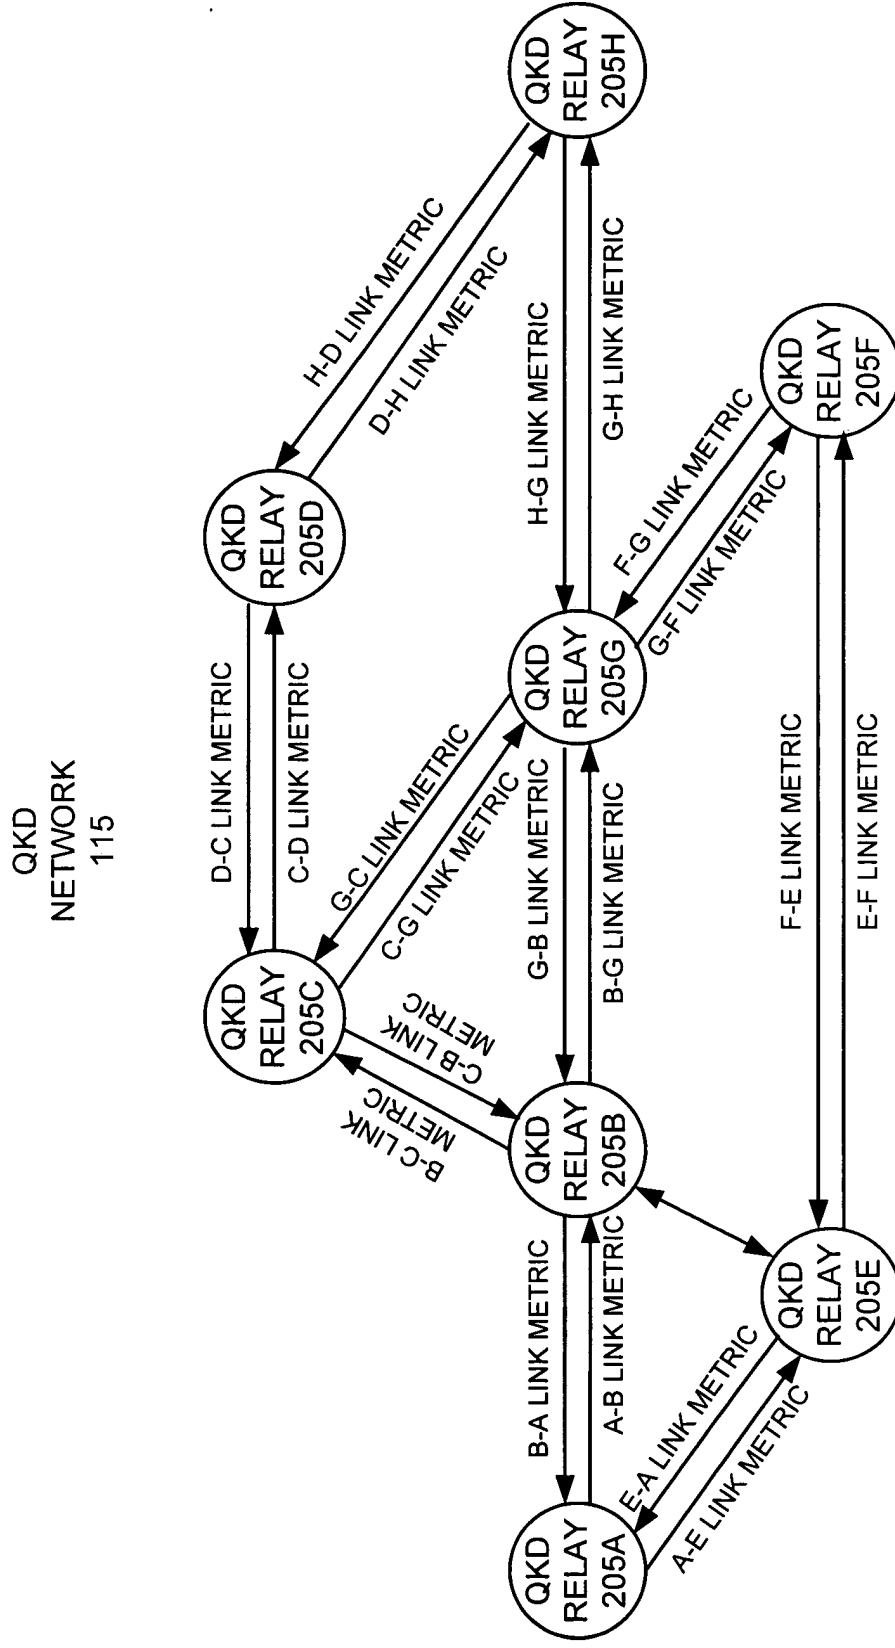 QKD
NETWORK
115
QKD
RELAY
205C
D-C LINK METRIC
C-D LINK METRIC
QKD
RELAY
205D
H-D LINK METRIC
D-H LINK METRIC
B-C LINK
METRIC
C-B LINK
METRIC
G-C LINK METRIC
C-G LINK METRIC
QKD
RELAY
205A
B-A LINK METRIC
A-B LINK METRIC
QKD
RELAY
205B
G-B LINK METRIC
B-G LINK METRIC
QKD
RELAY
205G
H-G LINK METRIC
G-H LINK METRIC
QKD
RELAY
205H
E-A LINK METRIC
A-E LINK METRIC
F-G LINK METRIC
G-F LINK METRIC
QKD
RELAY
205E
F-E LINK METRIC
E-F LINK METRIC
QKD
RELAY
205F